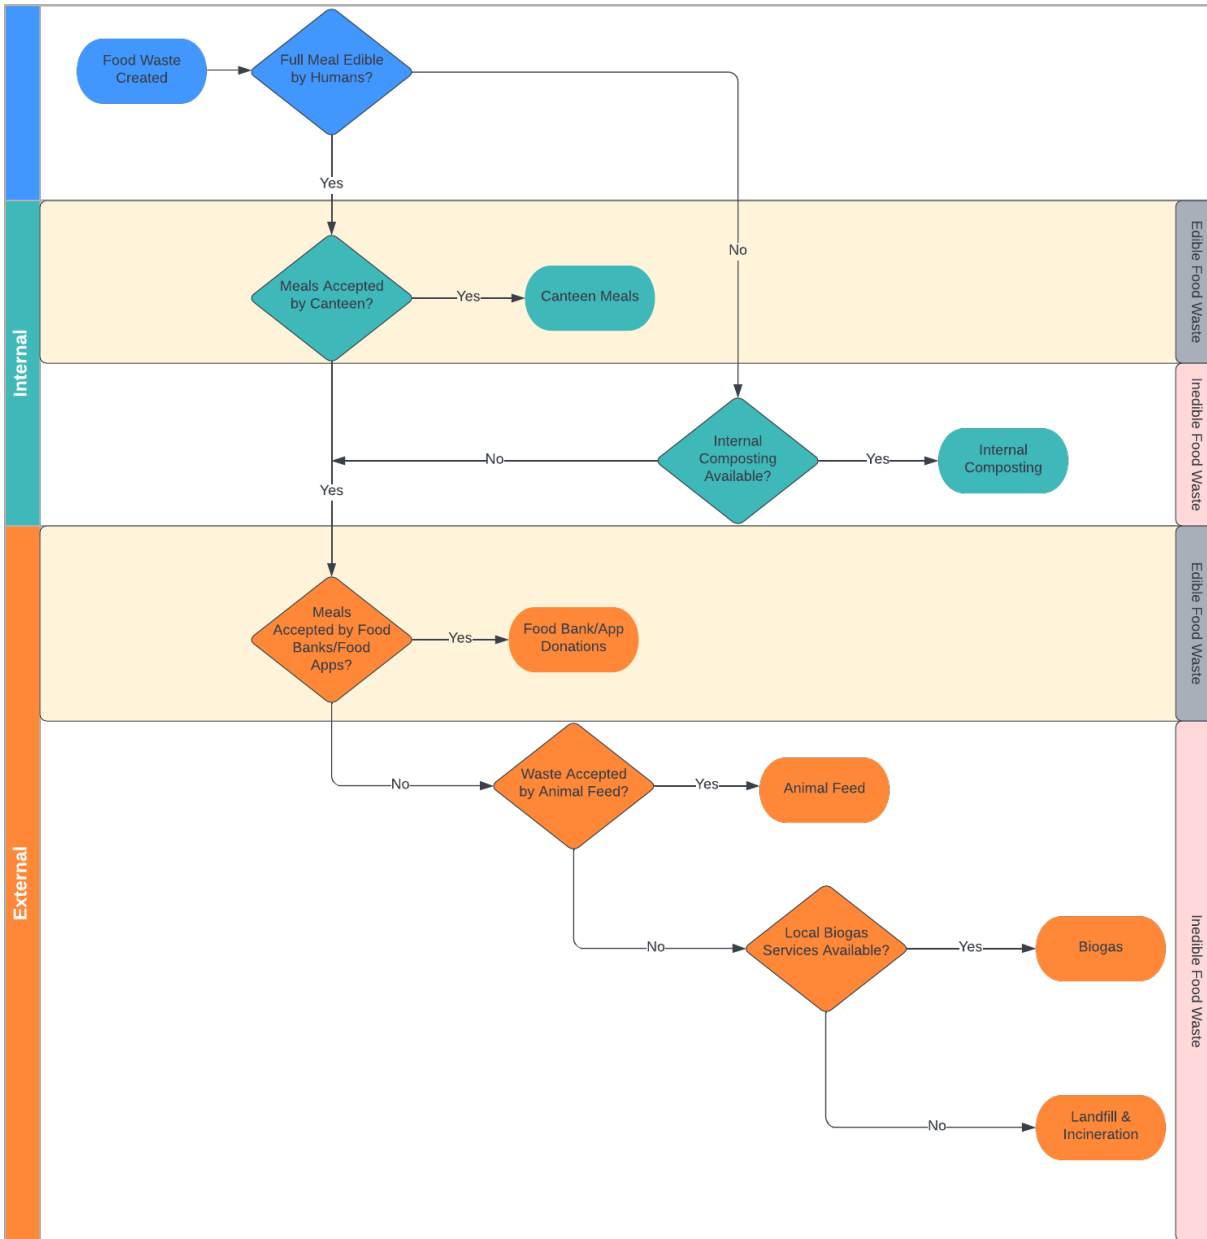 Food Waste
Created
Full Meal Edible
by Humans?
Yes
No
Internal
Edible Food Waste
Meals Accepted
by Canteen?
Yes
Canteen Meals
Inedible Food Waste
Internal
Composting
Available?
No
Yes
Internal
Composting
Yes
External
Edible Food Waste
Meals
Accepted by Food
Banks/Food
Apps?
Yes
Food Bank/App
Donations
No
Waste Accepted
by Animal Feed?
Yes
Animal Feed
Inedible Food Waste
No
Local Biogas
Services Available?
Yes
Biogas
No
Landfill &
Incineration